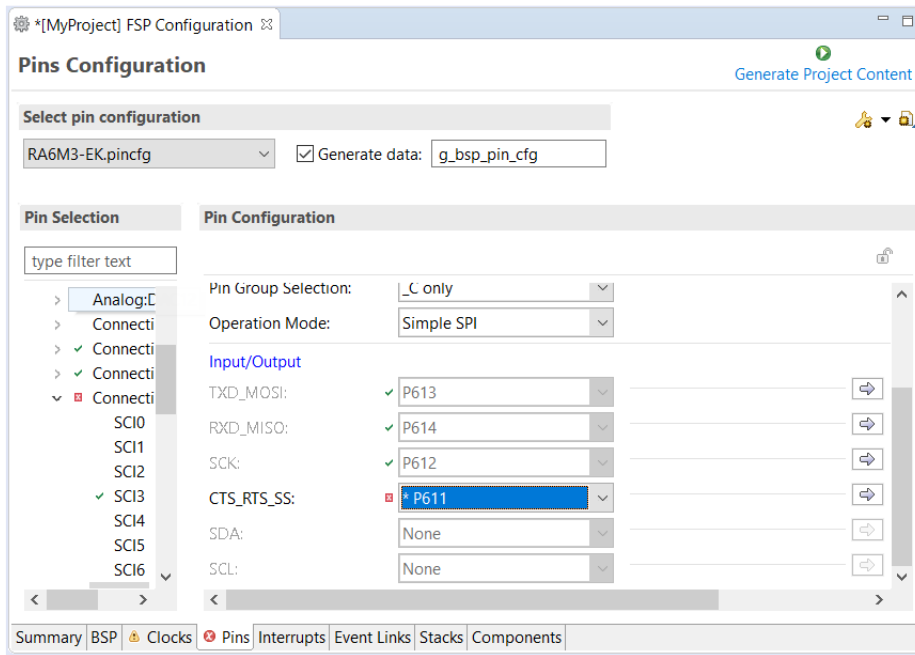 *[MyProject] FSP Configuration
Pins Configuration
Generate Project Content
Select pin configuration
RA6M3-EK.pincfg
Generate data:
g_bsp_pin_cfg
Pin Selection
Pin Configuration
type filter text
Analog:D
Connecti
Connecti
Connecti
Connecti
SCI0
SCI1
SCI2
SCI3
SCI4
SCI5
SCI6
Pin Group Selection:
_C only
Operation Mode:
Simple SPI
Input/Output
TXD_MOSI:
P613
RXD_MISO:
P614
SCK:
P612
CTS_RTS_SS:
* P611
SDA:
None
SCL:
None
Summary BSP Clocks Pins Interrupts Event Links Stacks Components